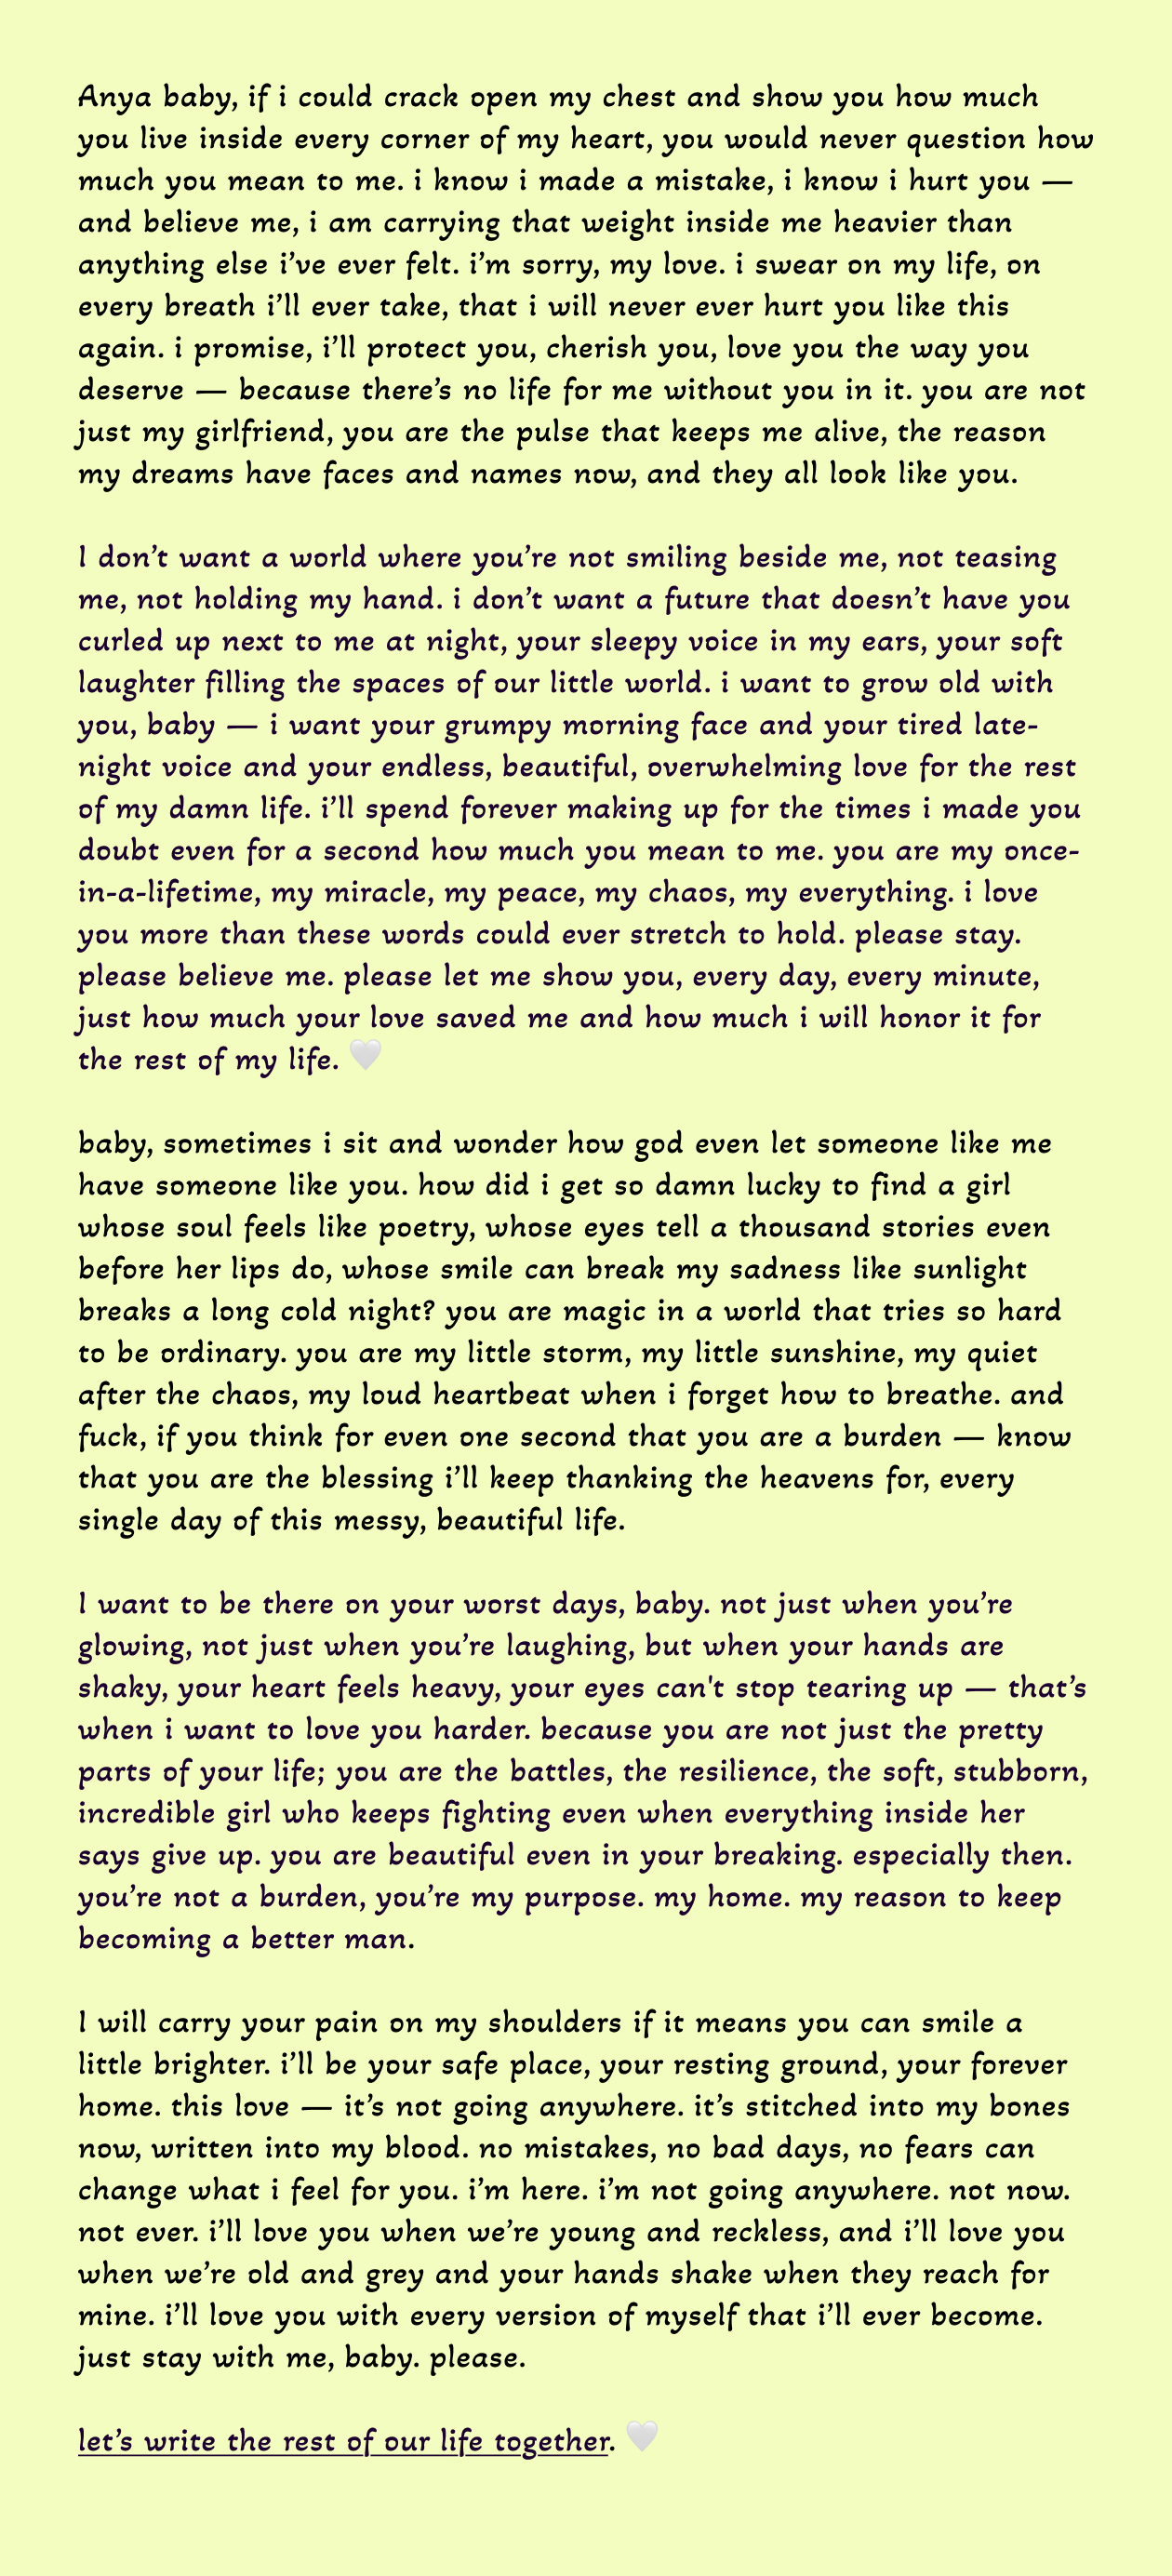 Anya baby, if i could crack open my chest and show you how much
you live inside every corner of my heart, you would never question how
much you mean to me. i know i made a mistake, i know i hurt you —
and believe me, i am carrying that weight inside me heavier than
anything else i’ve ever felt. i’m sorry, my love. i swear on my life, on
every breath i’ll ever take, that i will never ever hurt you like this
again. i promise, i’ll protect you, cherish you, love you the way you
deserve — because there’s no life for me without you in it. you are not
just my girlfriend, you are the pulse that keeps me alive, the reason
my dreams have faces and names now, and they all look like you.
I don’t want a world where you’re not smiling beside me, not teasing
me, not holding my hand. i don’t want a future that doesn’t have you
curled up next to me at night, your sleepy voice in my ears, your soft
laughter filling the spaces of our little world. i want to grow old with
you, baby — i want your grumpy morning face and your tired late-
night voice and your endless, beautiful, overwhelming love for the rest
of my damn life. i’ll spend forever making up for the times i made you
doubt even for a second how much you mean to me. you are my once-
in-a-lifetime, my miracle, my peace, my chaos, my everything. i love
you more than these words could ever stretch to hold. please stay.
please believe me. please let me show you, every day, every minute,
just how much your love saved me and how much i will honor it for
the rest of my life. 🤍
baby, sometimes i sit and wonder how god even let someone like me
have someone like you. how did i get so damn lucky to find a girl
whose soul feels like poetry, whose eyes tell a thousand stories even
before her lips do, whose smile can break my sadness like sunlight
breaks a long cold night? you are magic in a world that tries so hard
to be ordinary. you are my little storm, my little sunshine, my quiet
after the chaos, my loud heartbeat when i forget how to breathe. and
fuck, if you think for even one second that you are a burden — know
that you are the blessing i’ll keep thanking the heavens for, every
single day of this messy, beautiful life.
I want to be there on your worst days, baby. not just when you’re
glowing, not just when you’re laughing, but when your hands are
shaky, your heart feels heavy, your eyes can't stop tearing up — that’s
when i want to love you harder. because you are not just the pretty
parts of your life; you are the battles, the resilience, the soft, stubborn,
incredible girl who keeps fighting even when everything inside her
says give up. you are beautiful even in your breaking. especially then.
you’re not a burden, you’re my purpose. my home. my reason to keep
becoming a better man.
I will carry your pain on my shoulders if it means you can smile a
little brighter. i’ll be your safe place, your resting ground, your forever
home. this love — it’s not going anywhere. it’s stitched into my bones
now, written into my blood. no mistakes, no bad days, no fears can
change what i feel for you. i’m here. i’m not going anywhere. not now.
not ever. i’ll love you when we’re young and reckless, and i’ll love you
when we’re old and grey and your hands shake when they reach for
mine. i’ll love you with every version of myself that i’ll ever become.
just stay with me, baby. please.
let’s write the rest of our life together. 🤍